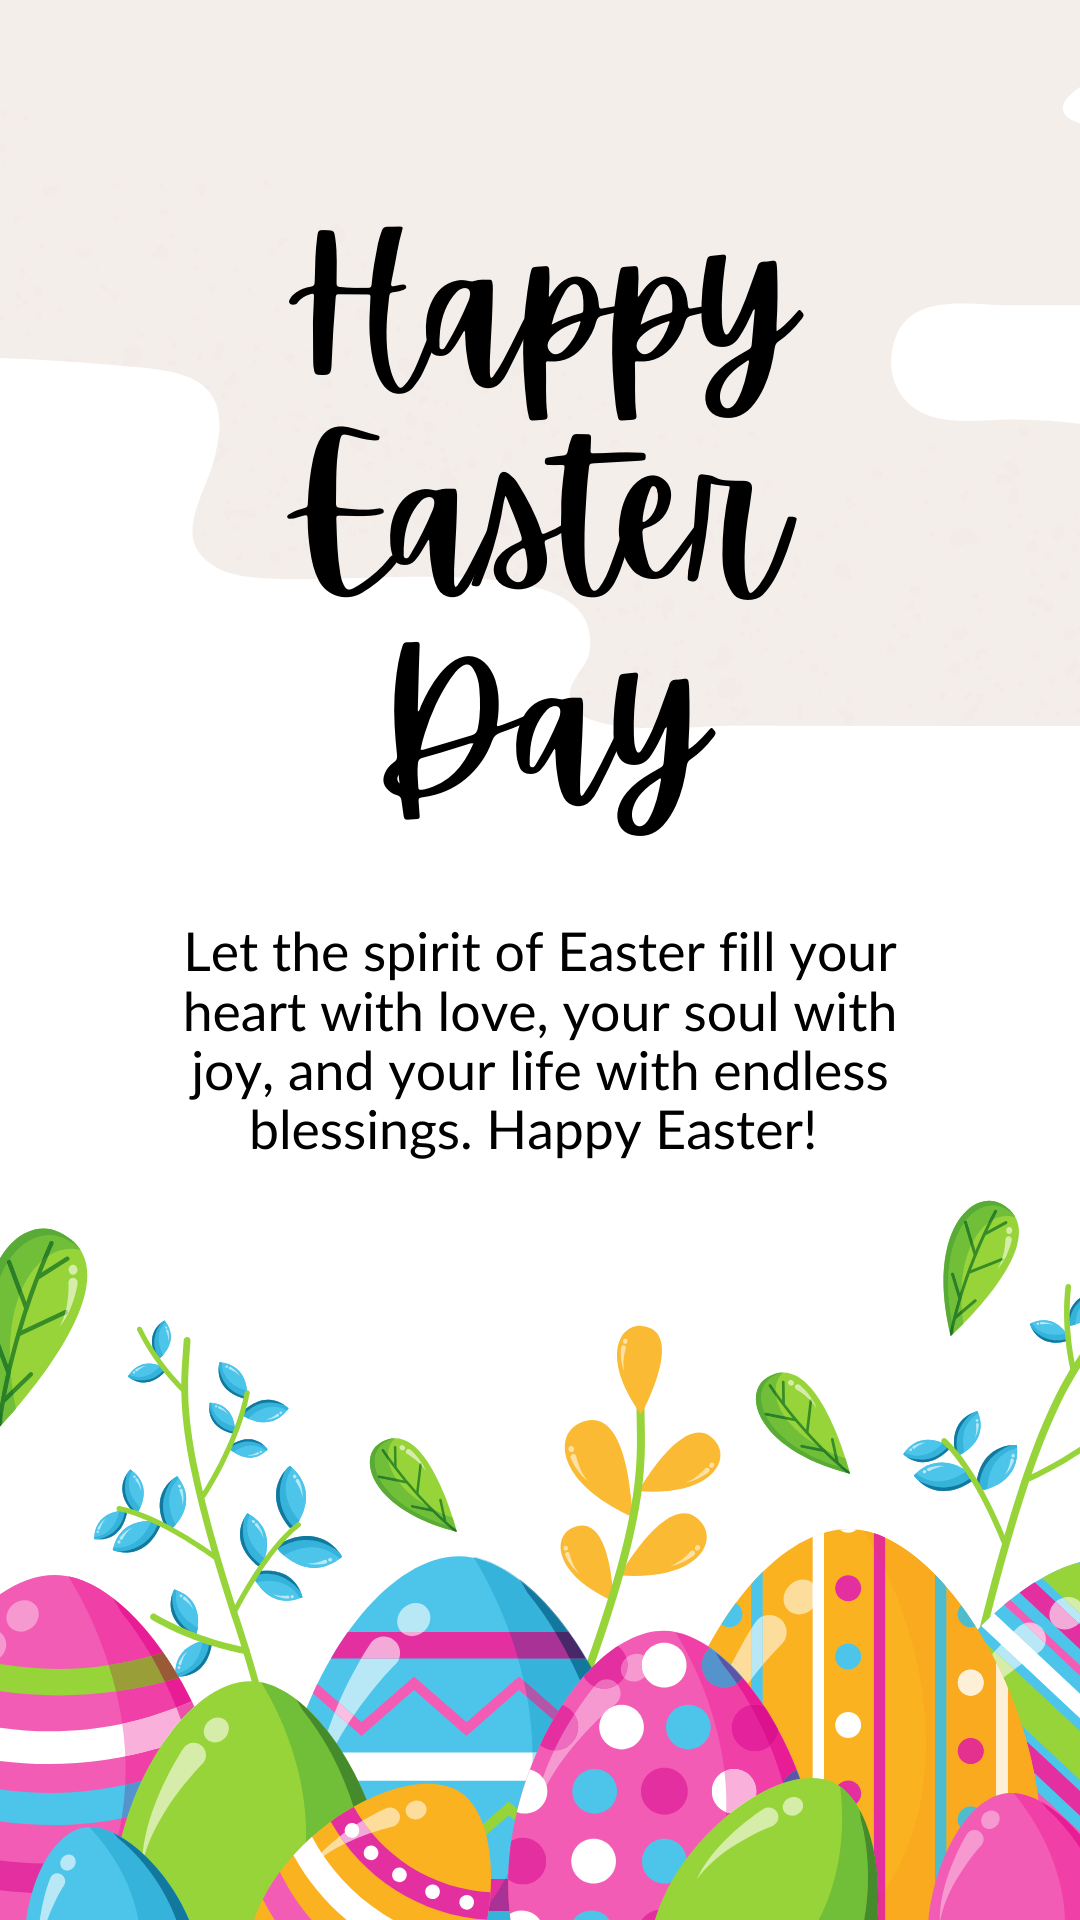 Happy
Easter
Day
Let the spirit of Easter fill your
heart with love, your soul with
joy, and your life with endless
blessings. Happy Easter!